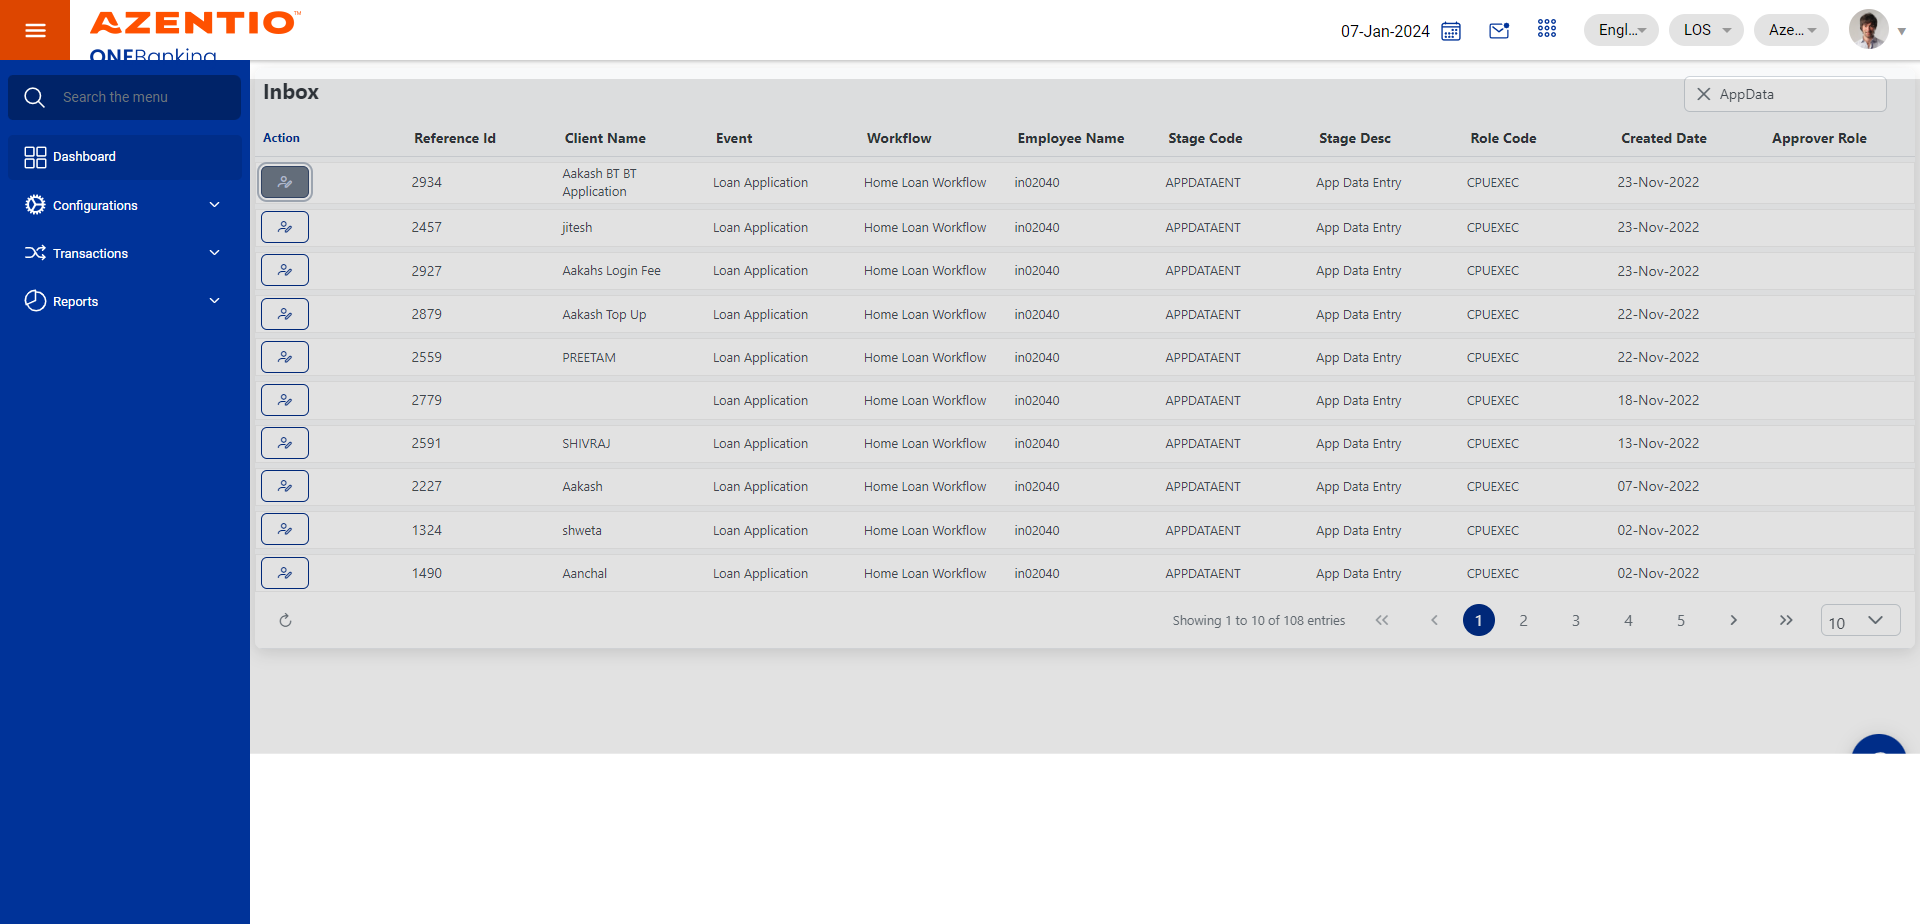 AZENTIO™
ONEBanking
07-Jan-2024
Engl...
LOS
Aze...
Search the menu
Dashboard
Configurations
Transactions
Reports
Inbox
AppData
Action Reference Id Client Name Event Workflow Employee Name Stage Code Stage Desc Role Code Created Date Approver Role
2934 Aakash BT BT Application Loan Application Home Loan Workflow in02040 APPDATAENT App Data Entry CPUEXEC 23-Nov-2022
2457 jitesh Loan Application Home Loan Workflow in02040 APPDATAENT App Data Entry CPUEXEC 23-Nov-2022
2927 Aakahs Login Fee Loan Application Home Loan Workflow in02040 APPDATAENT App Data Entry CPUEXEC 23-Nov-2022
2879 Aakash Top Up Loan Application Home Loan Workflow in02040 APPDATAENT App Data Entry CPUEXEC 22-Nov-2022
2559 PREETAM Loan Application Home Loan Workflow in02040 APPDATAENT App Data Entry CPUEXEC 22-Nov-2022
2779 Loan Application Home Loan Workflow in02040 APPDATAENT App Data Entry CPUEXEC 18-Nov-2022
2591 SHIVRAJ Loan Application Home Loan Workflow in02040 APPDATAENT App Data Entry CPUEXEC 13-Nov-2022
2227 Aakash Loan Application Home Loan Workflow in02040 APPDATAENT App Data Entry CPUEXEC 07-Nov-2022
1324 shweta Loan Application Home Loan Workflow in02040 APPDATAENT App Data Entry CPUEXEC 02-Nov-2022
1490 Aanchal Loan Application Home Loan Workflow in02040 APPDATAENT App Data Entry CPUEXEC 02-Nov-2022
Showing 1 to 10 of 108 entries 1 2 3 4 5 10